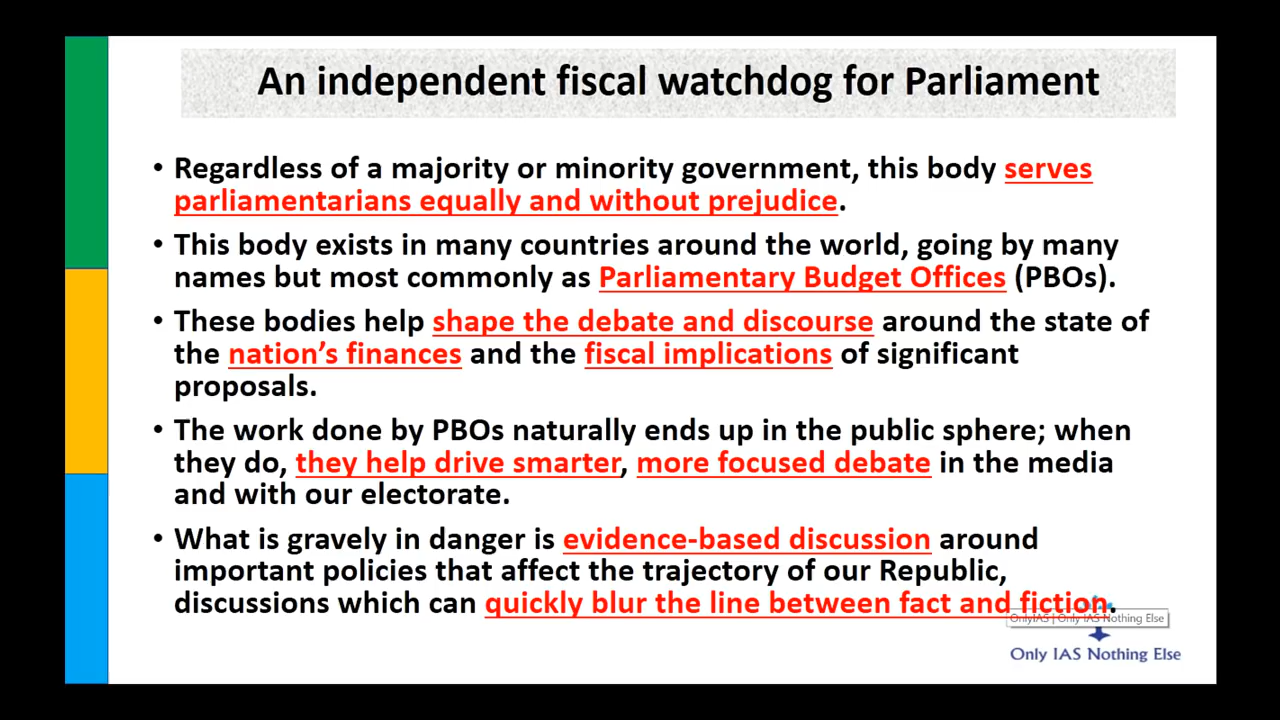 An independent fiscal watchdog for Parliament
• Regardless of a majority or minority government, this body serves
parliamentarians equally and without prejudice.
• This body exists in many countries around the world, going by many
names but most commonly as Parliamentary Budget Offices (PBOs).
• These bodies help shape the debate and discourse around the state of
the nation’s finances and the fiscal implications of significant
proposals.
• The work done by PBOs naturally ends up in the public sphere; when
they do, they help drive smarter, more focused debate in the media
and with our electorate.
• What is gravely in danger is evidence-based discussion around
important policies that affect the trajectory of our Republic,
discussions which can quickly blur the line between fact and fiction.
OnlyIAS | Only IAS Nothing Else
Only IAS Nothing Else